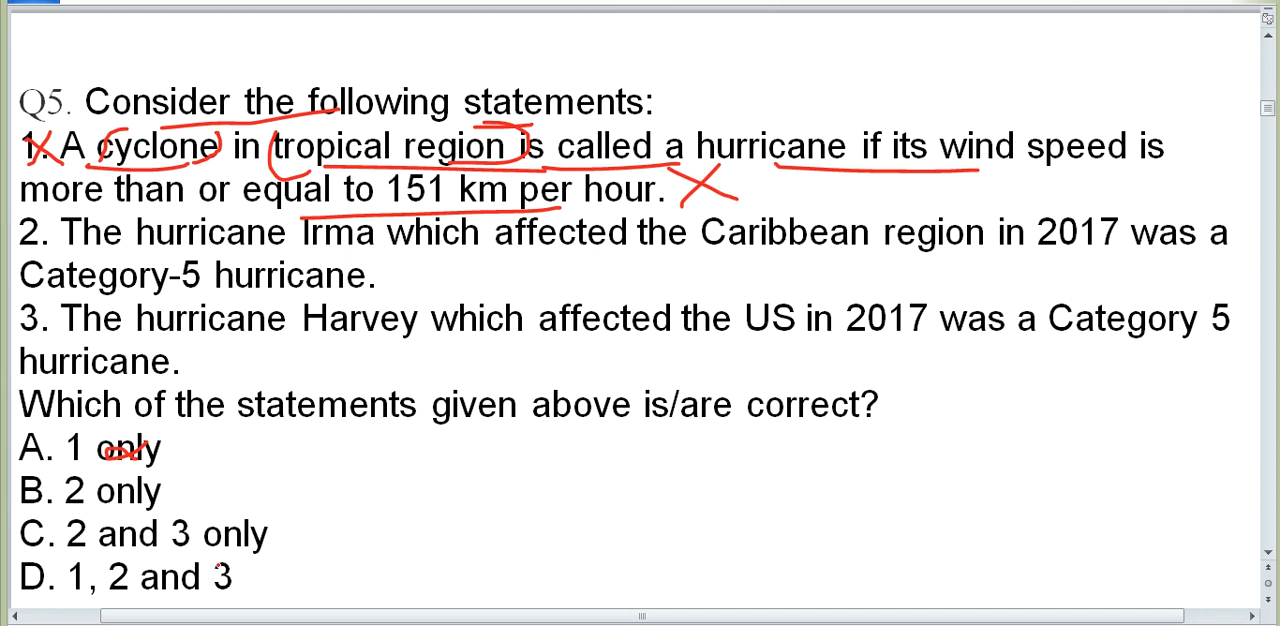 Q5. Consider the following statements:
1. A cyclone in tropical region is called a hurricane if its wind speed is
more than or equal to 151 km per hour.
2. The hurricane Irma which affected the Caribbean region in 2017 was a
Category-5 hurricane.
3. The hurricane Harvey which affected the US in 2017 was a Category 5
hurricane.
Which of the statements given above is/are correct?
A. 1 only
B. 2 only
C. 2 and 3 only
D. 1, 2 and 3